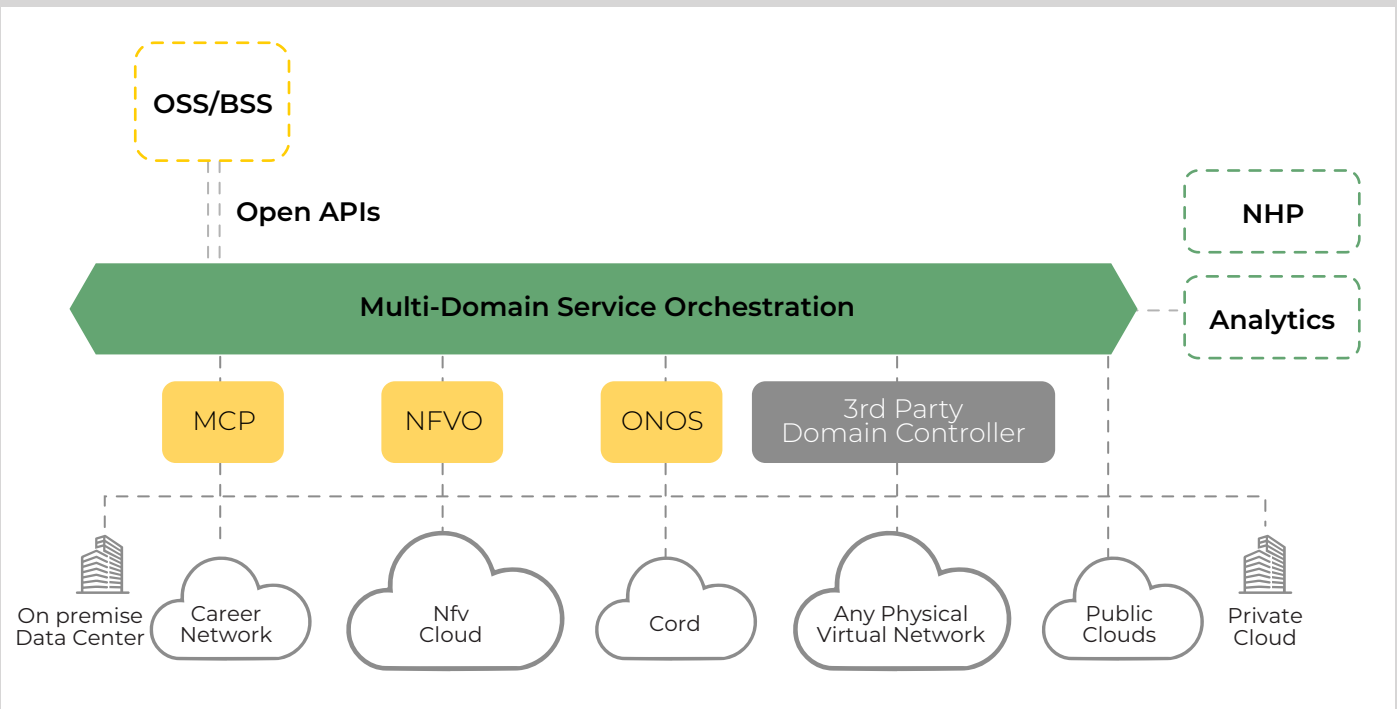 OSS/BSS
Open APIs
NHP
Multi-Domain Service Orchestration
Analytics
MCP
NFVO
ONOS
3rd Party
Domain Controller
On premise
Data Center
Career
Network
Nfv
Cloud
Cord
Any Physical
Virtual Network
Public
Clouds
Private
Cloud